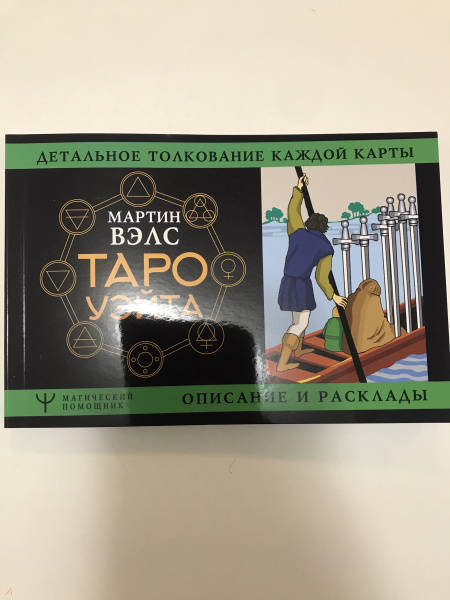 ДЕТАЛЬНОЕ ТОЛКОВАНИЕ КАЖДОЙ КАРТЫ
МАРТИН
ВЭЛС
ТАРО
УЭЙТА
МАГИЧЕСКИЙ
ПОМОЩНИК
ОПИСАНИЕ И РАСКЛАДЫ